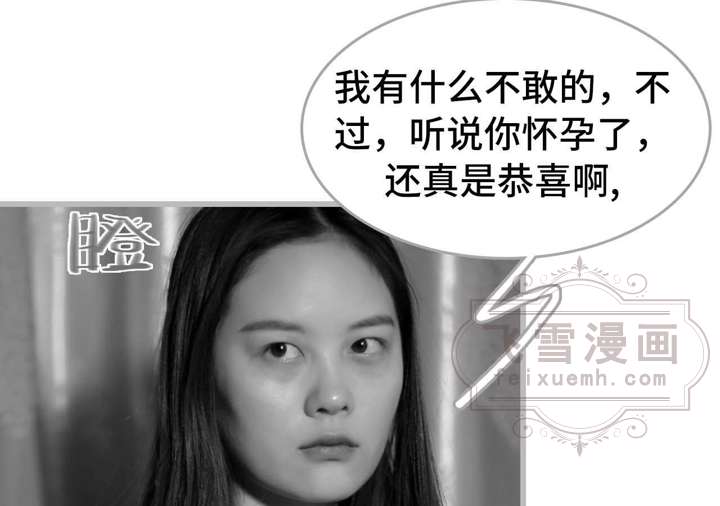 我有什么不敢的，不
过，听说你怀孕了，
还真是恭喜啊,
瞪
飞雪漫画
feixuemh.com